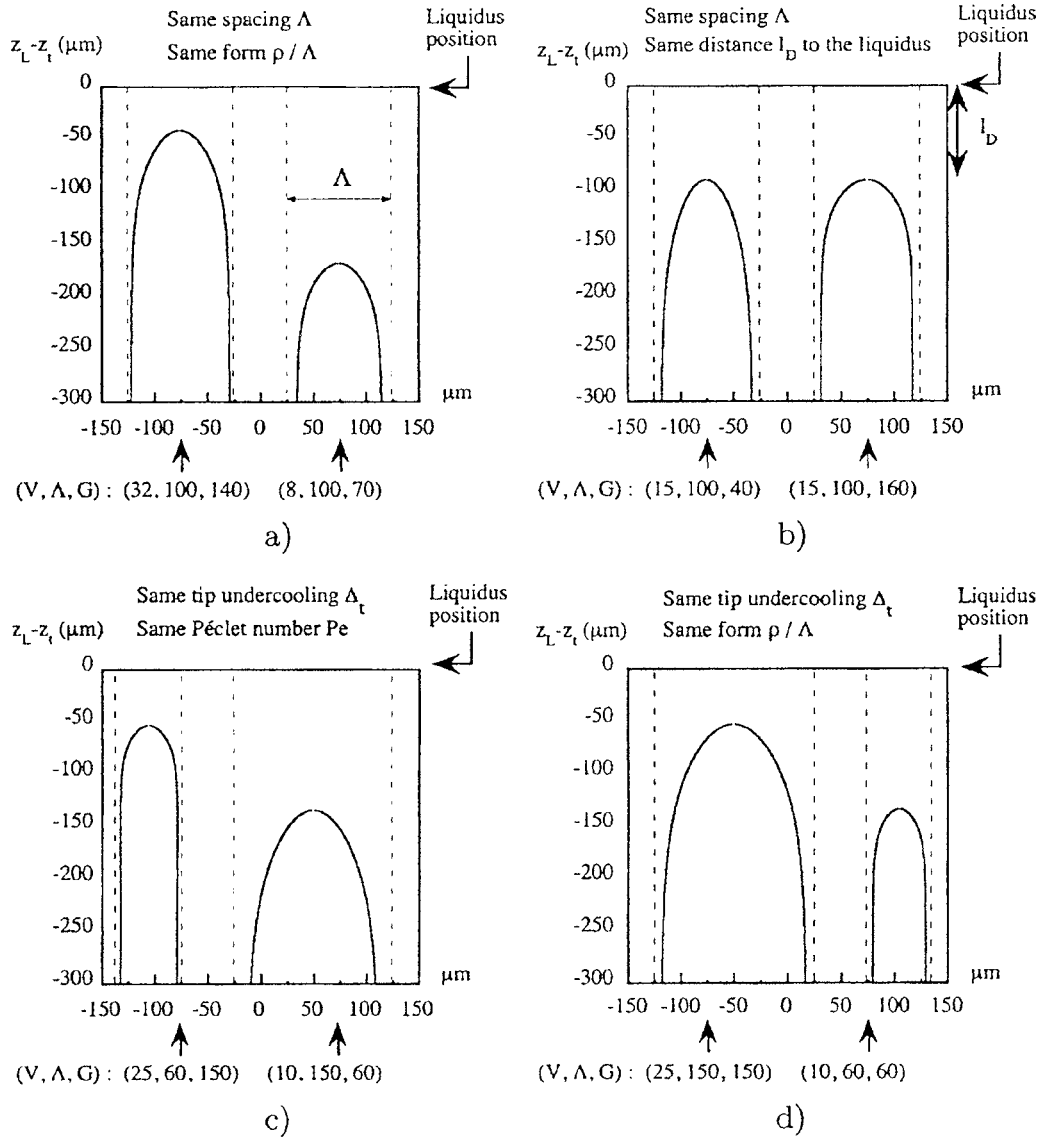 Same spacing Λ
Same form ρ / Λ
Liquidus position
z_L-z_t (μm)
0
-50
-100
-150
-200
-250
-300
Λ
μm
-150 -100 -50 0 50 100 150
(V, Λ, G) : (32, 100, 140) (8, 100, 70)
a)
Same spacing Λ
Same distance l_D to the liquidus
Liquidus position
z_L-z_t (μm)
0
-50
-100
-150
-200
-250
-300
l_D
μm
-150 -100 -50 0 50 100 150
(V, Λ, G) : (15, 100, 40) (15, 100, 160)
b)
Same tip undercooling Δ_t
Same Péclet number Pe
Liquidus position
z_L-z_t (μm)
0
-50
-100
-150
-200
-250
-300
μm
-150 -100 -50 0 50 100 150
(V, Λ, G) : (25, 60, 150) (10, 150, 60)
c)
Same tip undercooling Δ_t
Same form ρ / Λ
Liquidus position
z_L-z_t (μm)
0
-50
-100
-150
-200
-250
-300
μm
-150 -100 -50 0 50 100 150
(V, Λ, G) : (25, 150, 150) (10, 60, 60)
d)